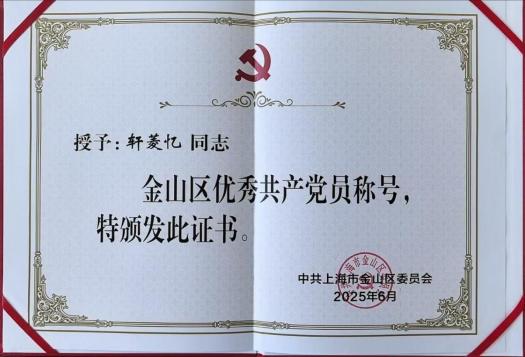 授予：轩菱忆 同志
金山区优秀共产党员称号，
特颁发此证书。
中共上海市金山区委员会
2025年6月